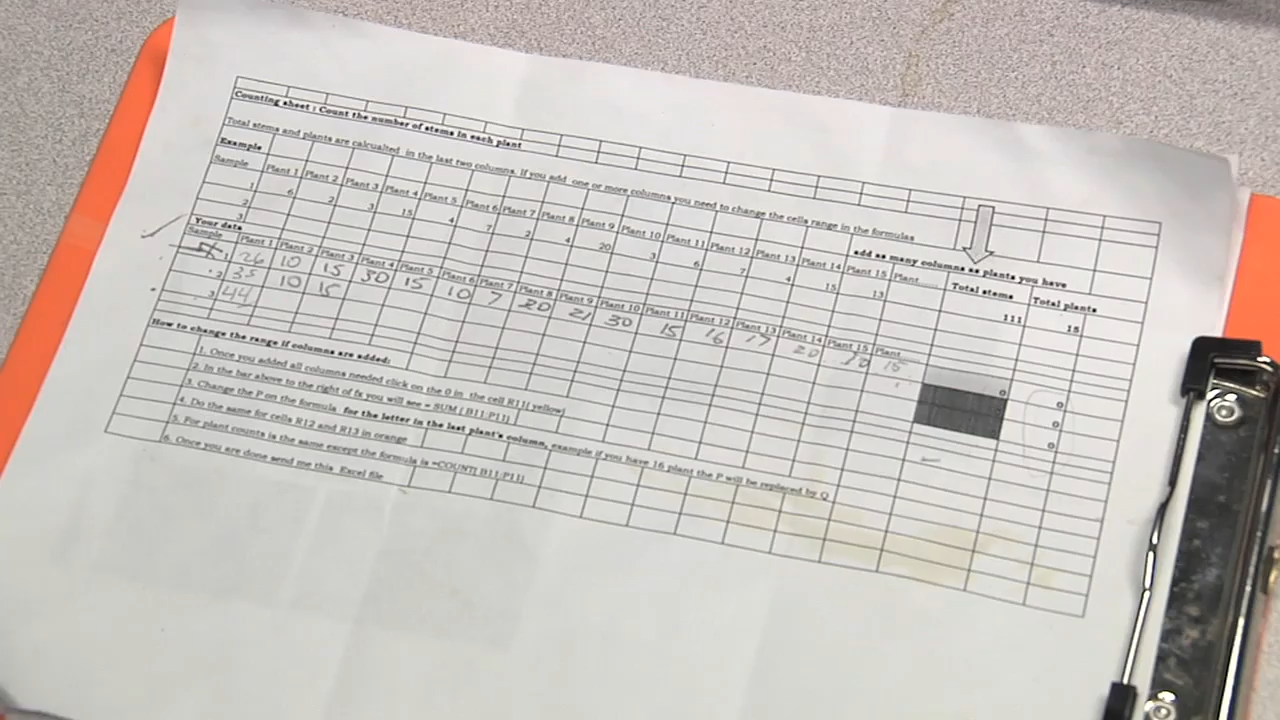 Counting sheet : Count the number of stems in each plant
Total stems and plants are calcualted in the last two columns. If you add one or more columns you need to change the cells range in the formulas
add as many columns as plants you have
Example
Sample Plant 1 Plant 2 Plant 3 Plant 4 Plant 5 Plant 6 Plant 7 Plant 8 Plant 9 Plant 10 Plant 11 Plant 12 Plant 13 Plant 14 Plant 15 Plant...... Total stems Total plants
1 6 2 3 15 4 7 2 4 20 3 6 7 4 15 13 111 15
2
3
Your data
Sample Plant 1 Plant 2 Plant 3 Plant 4 Plant 5 Plant 6 Plant 7 Plant 8 Plant 9 Plant 10 Plant 11 Plant 12 Plant 13 Plant 14 Plant 15 Plant
1 26 10 15 30 15 10 7 20 21 30 15 16 17 20 15 0 0
2 35 10 15 0
3 44 0
How to change the range if columns are added:
1. Once you added all columns needed click on the 0 in the cell R11( yellow)
2. In the bar above to the right of fx you will see = SUM ( B11:P11)
3. Change the P on the formula for the letter in the last plant's column, example if you have 16 plant the P will be replaced by Q
4. Do the same for cells R12 and R13 in orange
5. For plant counts is the same except the formula is =COUNT( B11:P11)
6. Once you are done send me this Excel file